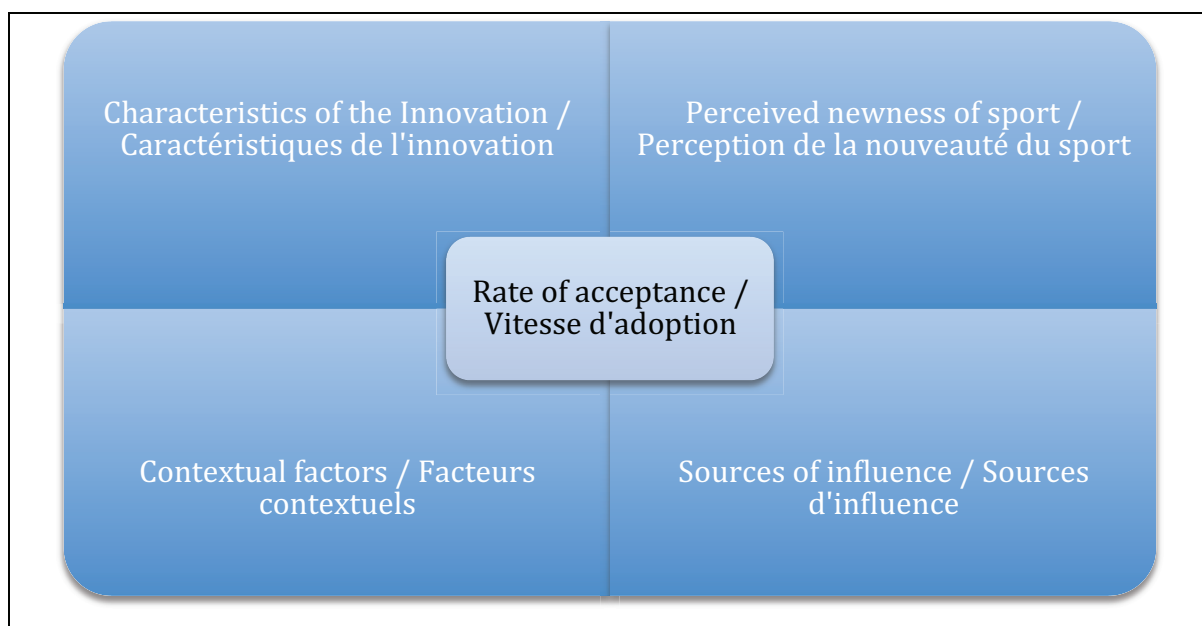 Characteristics of the Innovation /
Caractéristiques de l'innovation
Perceived newness of sport /
Perception de la nouveauté du sport
Rate of acceptance /
Vitesse d'adoption
Contextual factors / Facteurs
contextuels
Sources of influence / Sources
d'influence